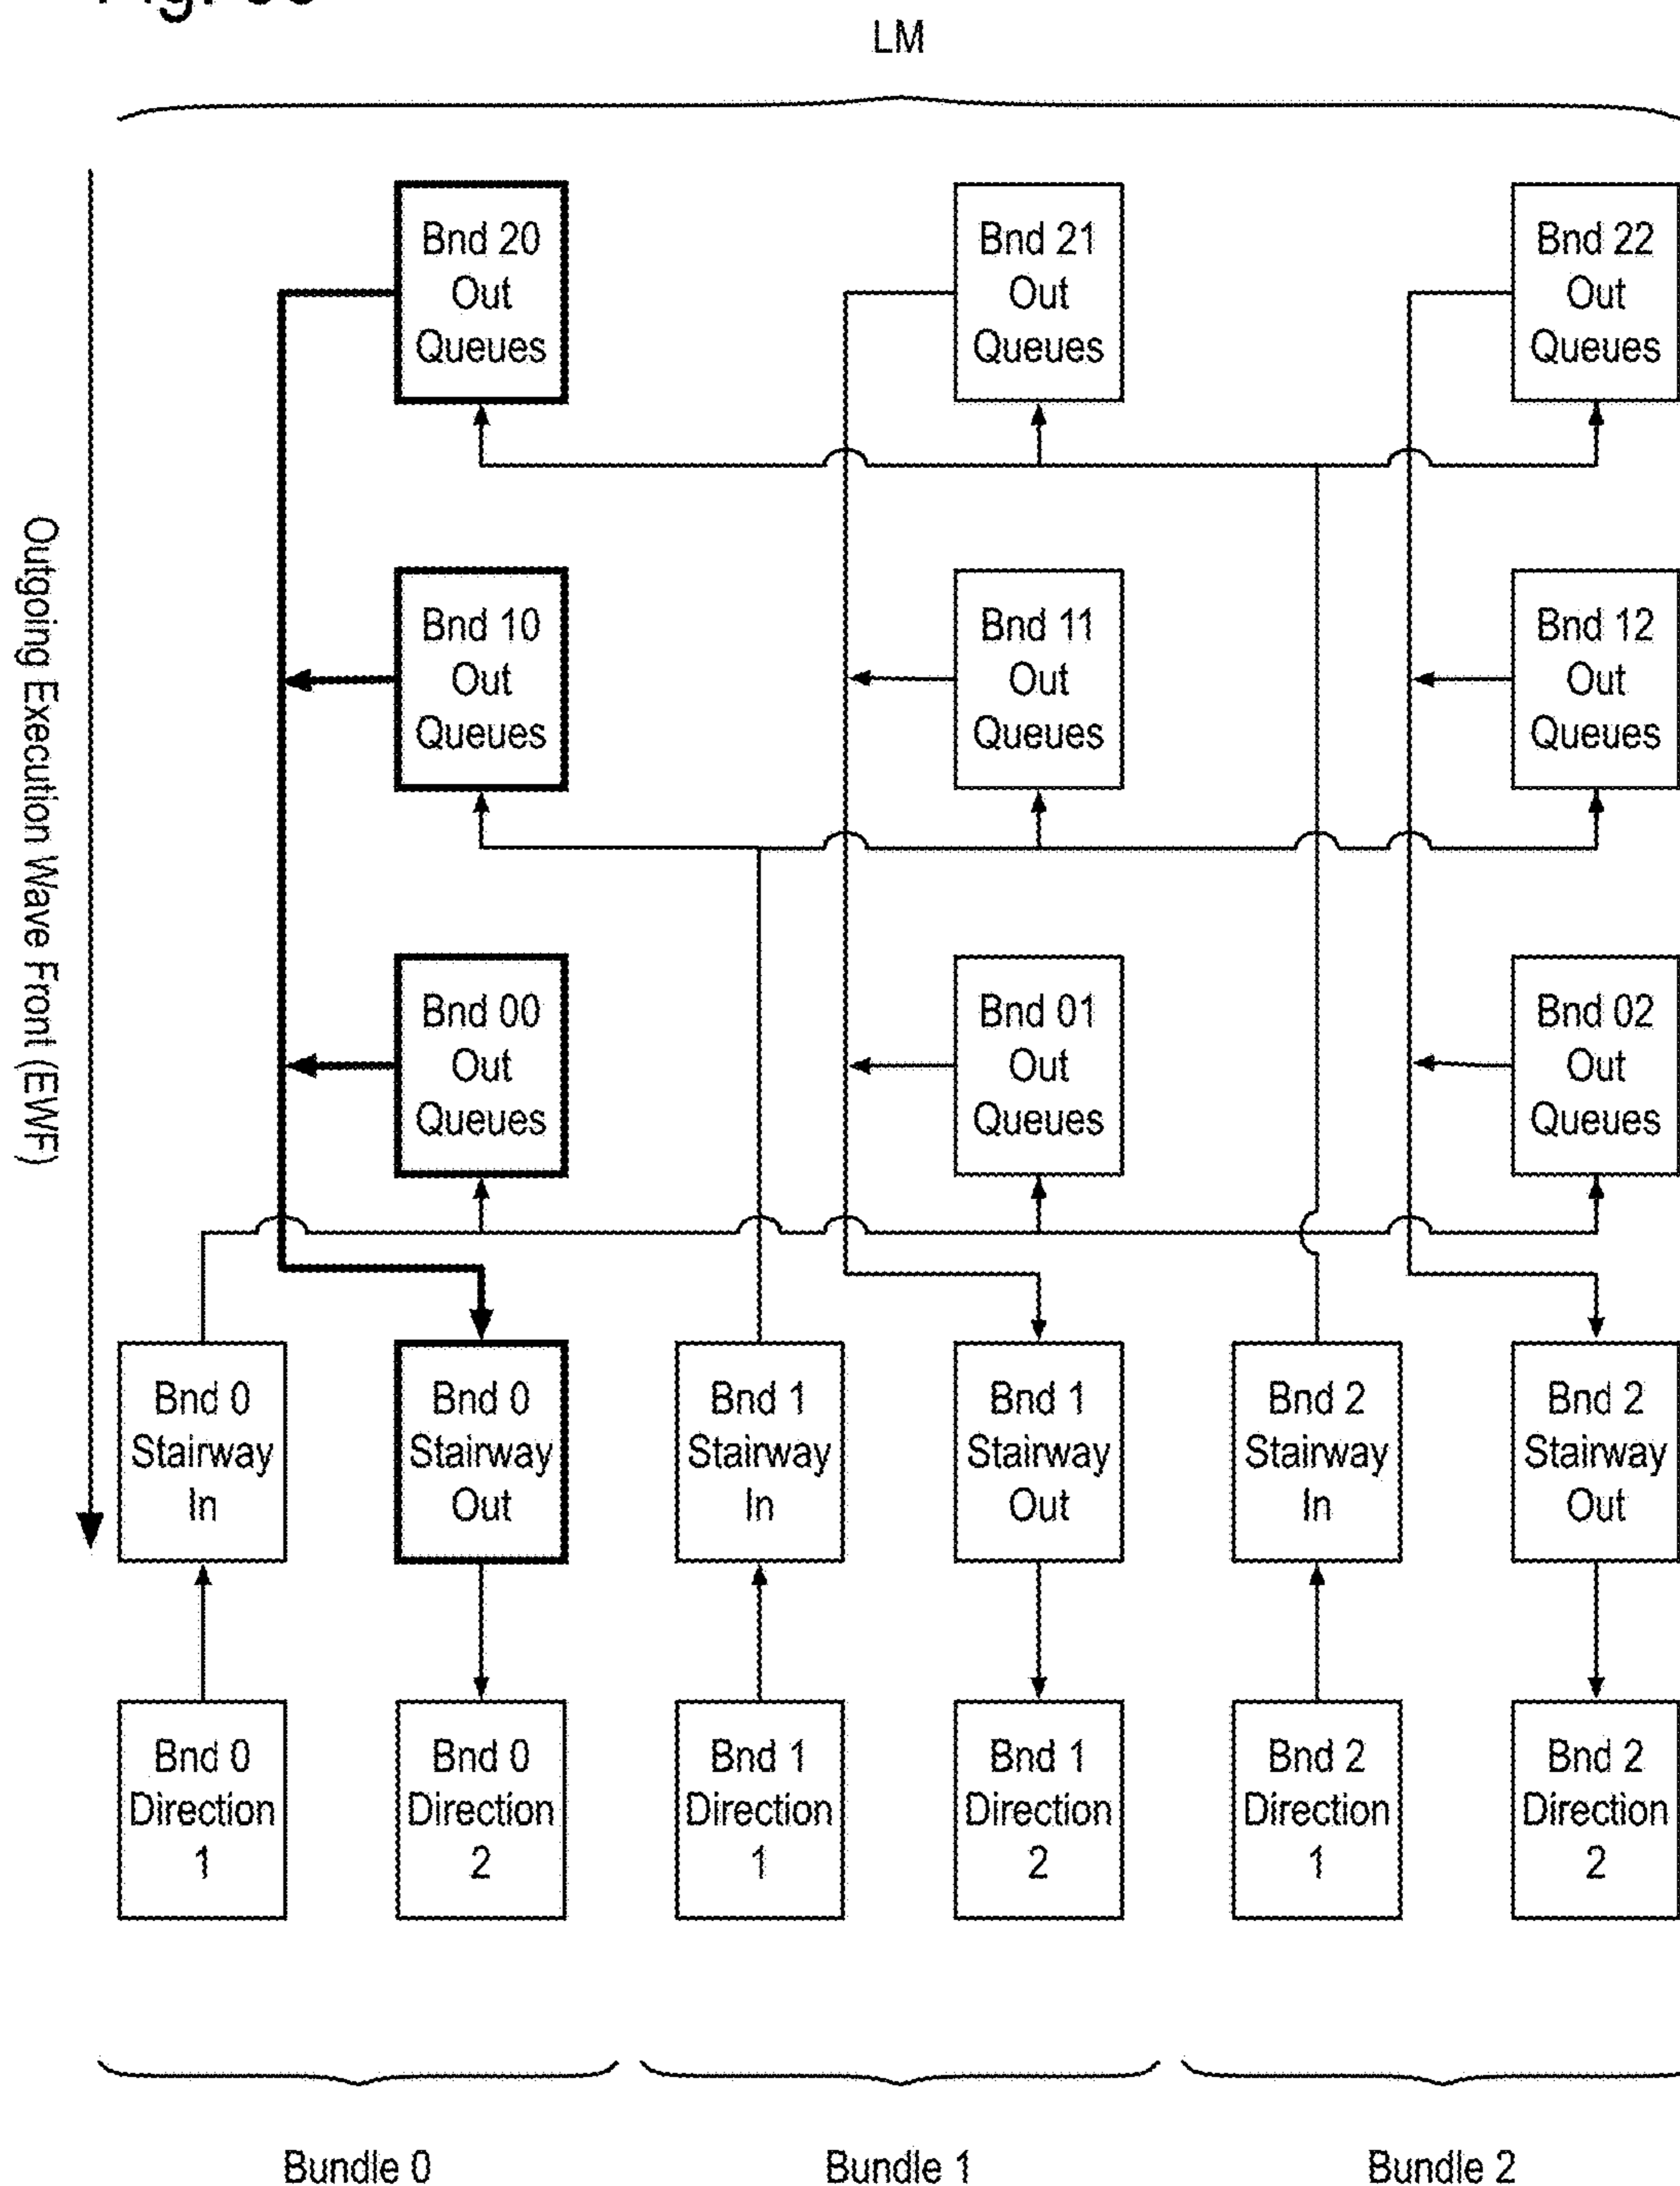 LM
Bnd 20
Out
Queues
Bnd 21
Out
Queues
Bnd 22
Out
Queues
Outgoing Execution Wave Front (EWF)
Bnd 10
Out
Queues
Bnd 11
Out
Queues
Bnd 12
Out
Queues
Bnd 00
Out
Queues
Bnd 01
Out
Queues
Bnd 02
Out
Queues
Bnd 0
Stairway
In
Bnd 0
Stairway
Out
Bnd 1
Stairway
In
Bnd 1
Stairway
Out
Bnd 2
Stairway
In
Bnd 2
Stairway
Out
Bnd 0
Direction
1
Bnd 0
Direction
2
Bnd 1
Direction
1
Bnd 1
Direction
2
Bnd 2
Direction
1
Bnd 2
Direction
2
Bundle 0
Bundle 1
Bundle 2